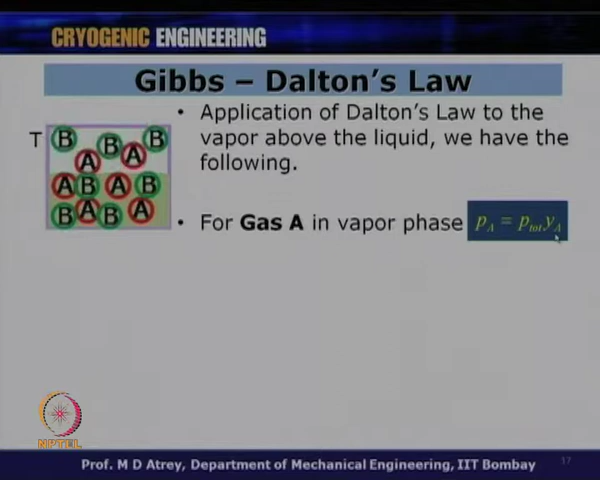 CRYOGENIC ENGINEERING
Gibbs – Dalton's Law
• Application of Dalton's Law to the
vapor above the liquid, we have the
following.
T B B B
A A
A B A B
B A B A
• For Gas A in vapor phase p_A = p_tot y_A
NPTEL
Prof. M D Atrey, Department of Mechanical Engineering, IIT Bombay
17